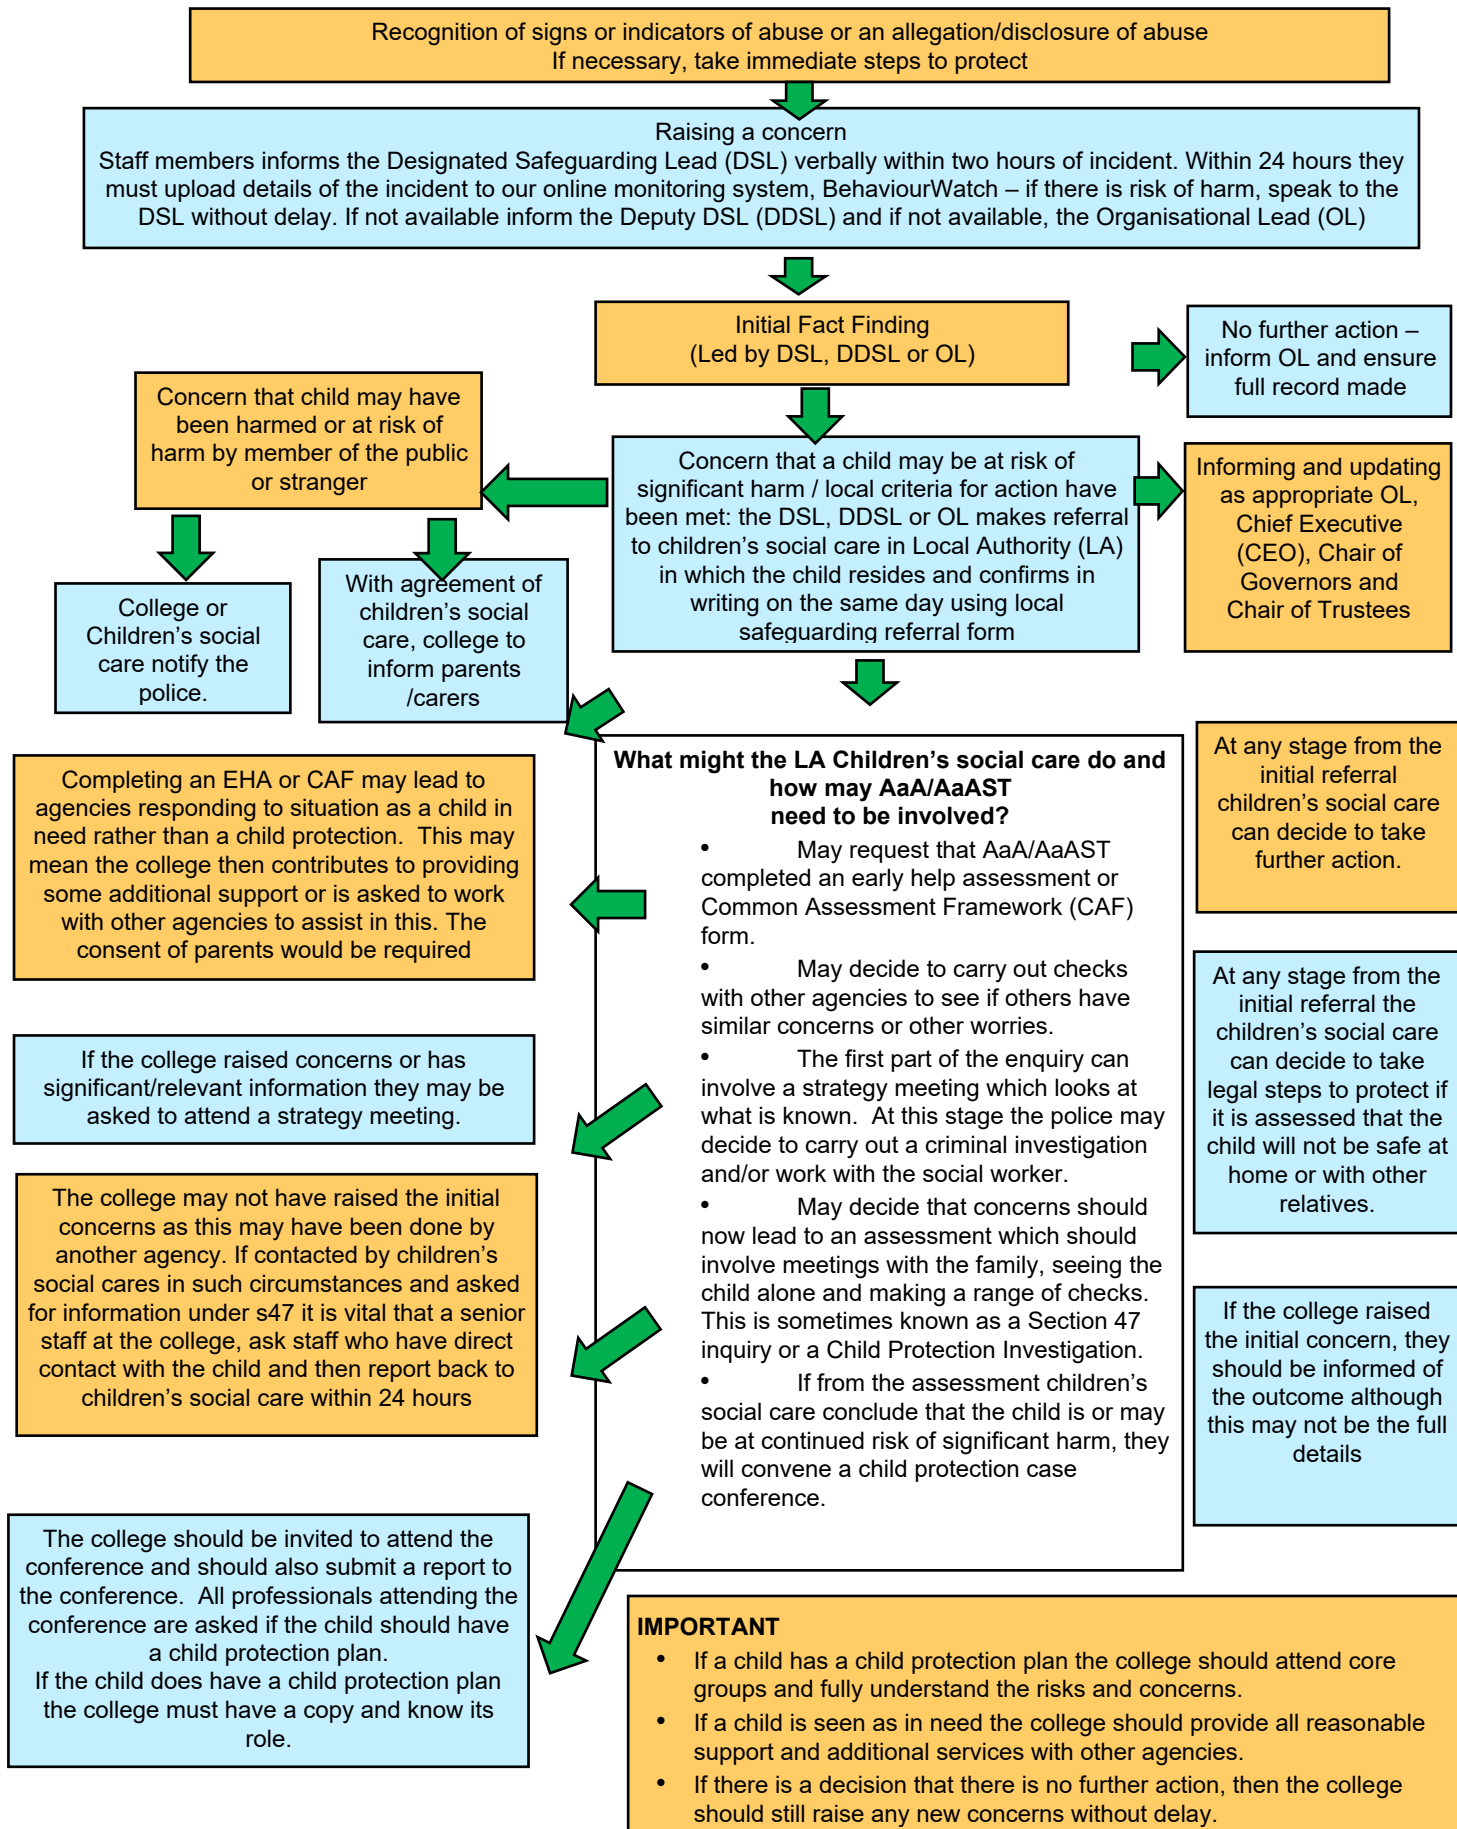 Recognition of signs or indicators of abuse or an allegation/disclosure of abuse
If necessary, take immediate steps to protect
Raising a concern
Staff members informs the Designated Safeguarding Lead (DSL) verbally within two hours of incident. Within 24 hours they
must upload details of the incident to our online monitoring system, BehaviourWatch – if there is risk of harm, speak to the
DSL without delay. If not available inform the Deputy DSL (DDSL) and if not available, the Organisational Lead (OL)
Initial Fact Finding
(Led by DSL, DDSL or OL)
No further action –
inform OL and ensure
full record made
Concern that child may have
been harmed or at risk of
harm by member of the public
or stranger
Concern that a child may be at risk of
significant harm / local criteria for action have
been met: the DSL, DDSL or OL makes referral
to children's social care in Local Authority (LA)
in which the child resides and confirms in
writing on the same day using local
safeguarding referral form
Informing and updating
as appropriate OL,
Chief Executive
(CEO), Chair of
Governors and
Chair of Trustees
College or
Children's social
care notify the
police.
With agreement of
children's social
care, college to
inform parents
/carers
What might the LA Children's social care do and
how may AaA/AaAST
need to be involved?
• May request that AaA/AaAST
completed an early help assessment or
Common Assessment Framework (CAF)
form.
• May decide to carry out checks
with other agencies to see if others have
similar concerns or other worries.
• The first part of the enquiry can
involve a strategy meeting which looks at
what is known. At this stage the police may
decide to carry out a criminal investigation
and/or work with the social worker.
• May decide that concerns should
now lead to an assessment which should
involve meetings with the family, seeing the
child alone and making a range of checks.
This is sometimes known as a Section 47
inquiry or a Child Protection Investigation.
• If from the assessment children's
social care conclude that the child is or may
be at continued risk of significant harm, they
will convene a child protection case
conference.
Completing an EHA or CAF may lead to
agencies responding to situation as a child in
need rather than a child protection. This may
mean the college then contributes to providing
some additional support or is asked to work
with other agencies to assist in this. The
consent of parents would be required
If the college raised concerns or has
significant/relevant information they may be
asked to attend a strategy meeting.
The college may not have raised the initial
concerns as this may have been done by
another agency. If contacted by children's
social cares in such circumstances and asked
for information under s47 it is vital that a senior
staff at the college, ask staff who have direct
contact with the child and then report back to
children's social care within 24 hours
The college should be invited to attend the
conference and should also submit a report to
the conference. All professionals attending the
conference are asked if the child should have
a child protection plan.
If the child does have a child protection plan
the college must have a copy and know its
role.
At any stage from the
initial referral
children's social care
can decide to take
further action.
At any stage from the
initial referral the
children's social care
can decide to take
legal steps to protect if
it is assessed that the
child will not be safe at
home or with other
relatives.
If the college raised
the initial concern, they
should be informed of
the outcome although
this may not be the full
details
IMPORTANT
• If a child has a child protection plan the college should attend core
groups and fully understand the risks and concerns.
• If a child is seen as in need the college should provide all reasonable
support and additional services with other agencies.
• If there is a decision that there is no further action, then the college
should still raise any new concerns without delay.